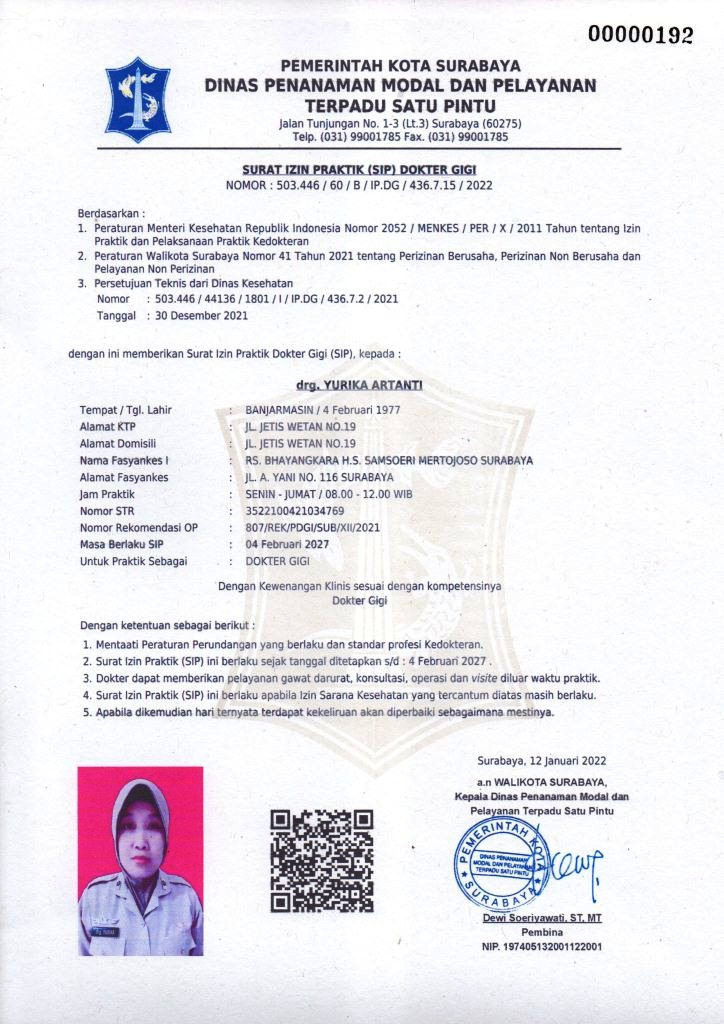 00000192
PEMERINTAH KOTA SURABAYA
DINAS PENANAMAN MODAL DAN PELAYANAN
TERPADU SATU PINTU
Jalan Tunjungan No. 1-3 (Lt.3) Surabaya (60275)
Telp. (031) 99001785 Fax. (031) 99001785
SURAT IZIN PRAKTIK (SIP) DOKTER GIGI
NOMOR : 503.446 / 60 / B / IP.DG / 436.7.15 / 2022
Berdasarkan :
1. Peraturan Menteri Kesehatan Republik Indonesia Nomor 2052 / MENKES / PER / X / 2011 Tahun tentang Izin
Praktik dan Pelaksanaan Praktik Kedokteran
2. Peraturan Walikota Surabaya Nomor 41 Tahun 2021 tentang Perizinan Berusaha, Perizinan Non Berusaha dan
Pelayanan Non Perizinan
3. Persetujuan Teknis dari Dinas Kesehatan
Nomor : 503.446 / 44136 / 1801 / I / IP.DG / 436.7.2 / 2021
Tanggal : 30 Desember 2021
dengan ini memberikan Surat Izin Praktik Dokter Gigi (SIP), kepada :
drg. YURIKA ARTANTI
Tempat / Tgl. Lahir : BANJARMASIN / 4 Februari 1977
Alamat KTP : JL. JETIS WETAN NO.19
Alamat Domisili : JL. JETIS WETAN NO.19
Nama Fasyankes I : RS. BHAYANGKARA H.S. SAMSOERI MERTOJOSO SURABAYA
Alamat Fasyankes : JL. A. YANI NO. 116 SURABAYA
Jam Praktik : SENIN - JUMAT / 08.00 - 12.00 WIB
Nomor STR : 3522100421034769
Nomor Rekomendasi OP : 807/REK/PDGI/SUB/XII/2021
Masa Berlaku SIP : 04 Februari 2027
Untuk Praktik Sebagai : DOKTER GIGI
Dengan Kewenangan Klinis sesuai dengan kompetensinya
Dokter Gigi
Dengan ketentuan sebagai berikut :
1. Mentaati Peraturan Perundangan yang berlaku dan standar profesi Kedokteran.
2. Surat Izin Praktik (SIP) ini berlaku sejak tanggal ditetapkan s/d : 4 Februari 2027 .
3. Dokter dapat memberikan pelayanan gawat darurat, konsultasi, operasi dan visite diluar waktu praktik.
4. Surat Izin Praktik (SIP) ini berlaku apabila Izin Sarana Kesehatan yang tercantum diatas masih berlaku.
5. Apabila dikemudian hari ternyata terdapat kekeliruan akan diperbaiki sebagaimana mestinya.
Surabaya, 12 Januari 2022
a.n WALIKOTA SURABAYA,
Kepala Dinas Penanaman Modal dan
Pelayanan Terpadu Satu Pintu
PEMERINTAH KOTA
DINAS PENANAMAN
MODAL DAN PELAYANAN
TERPADU SATU PINTU
SURABAYA
Dewi Soeriyawati, ST, MT
Pembina
NIP. 197405132001122001